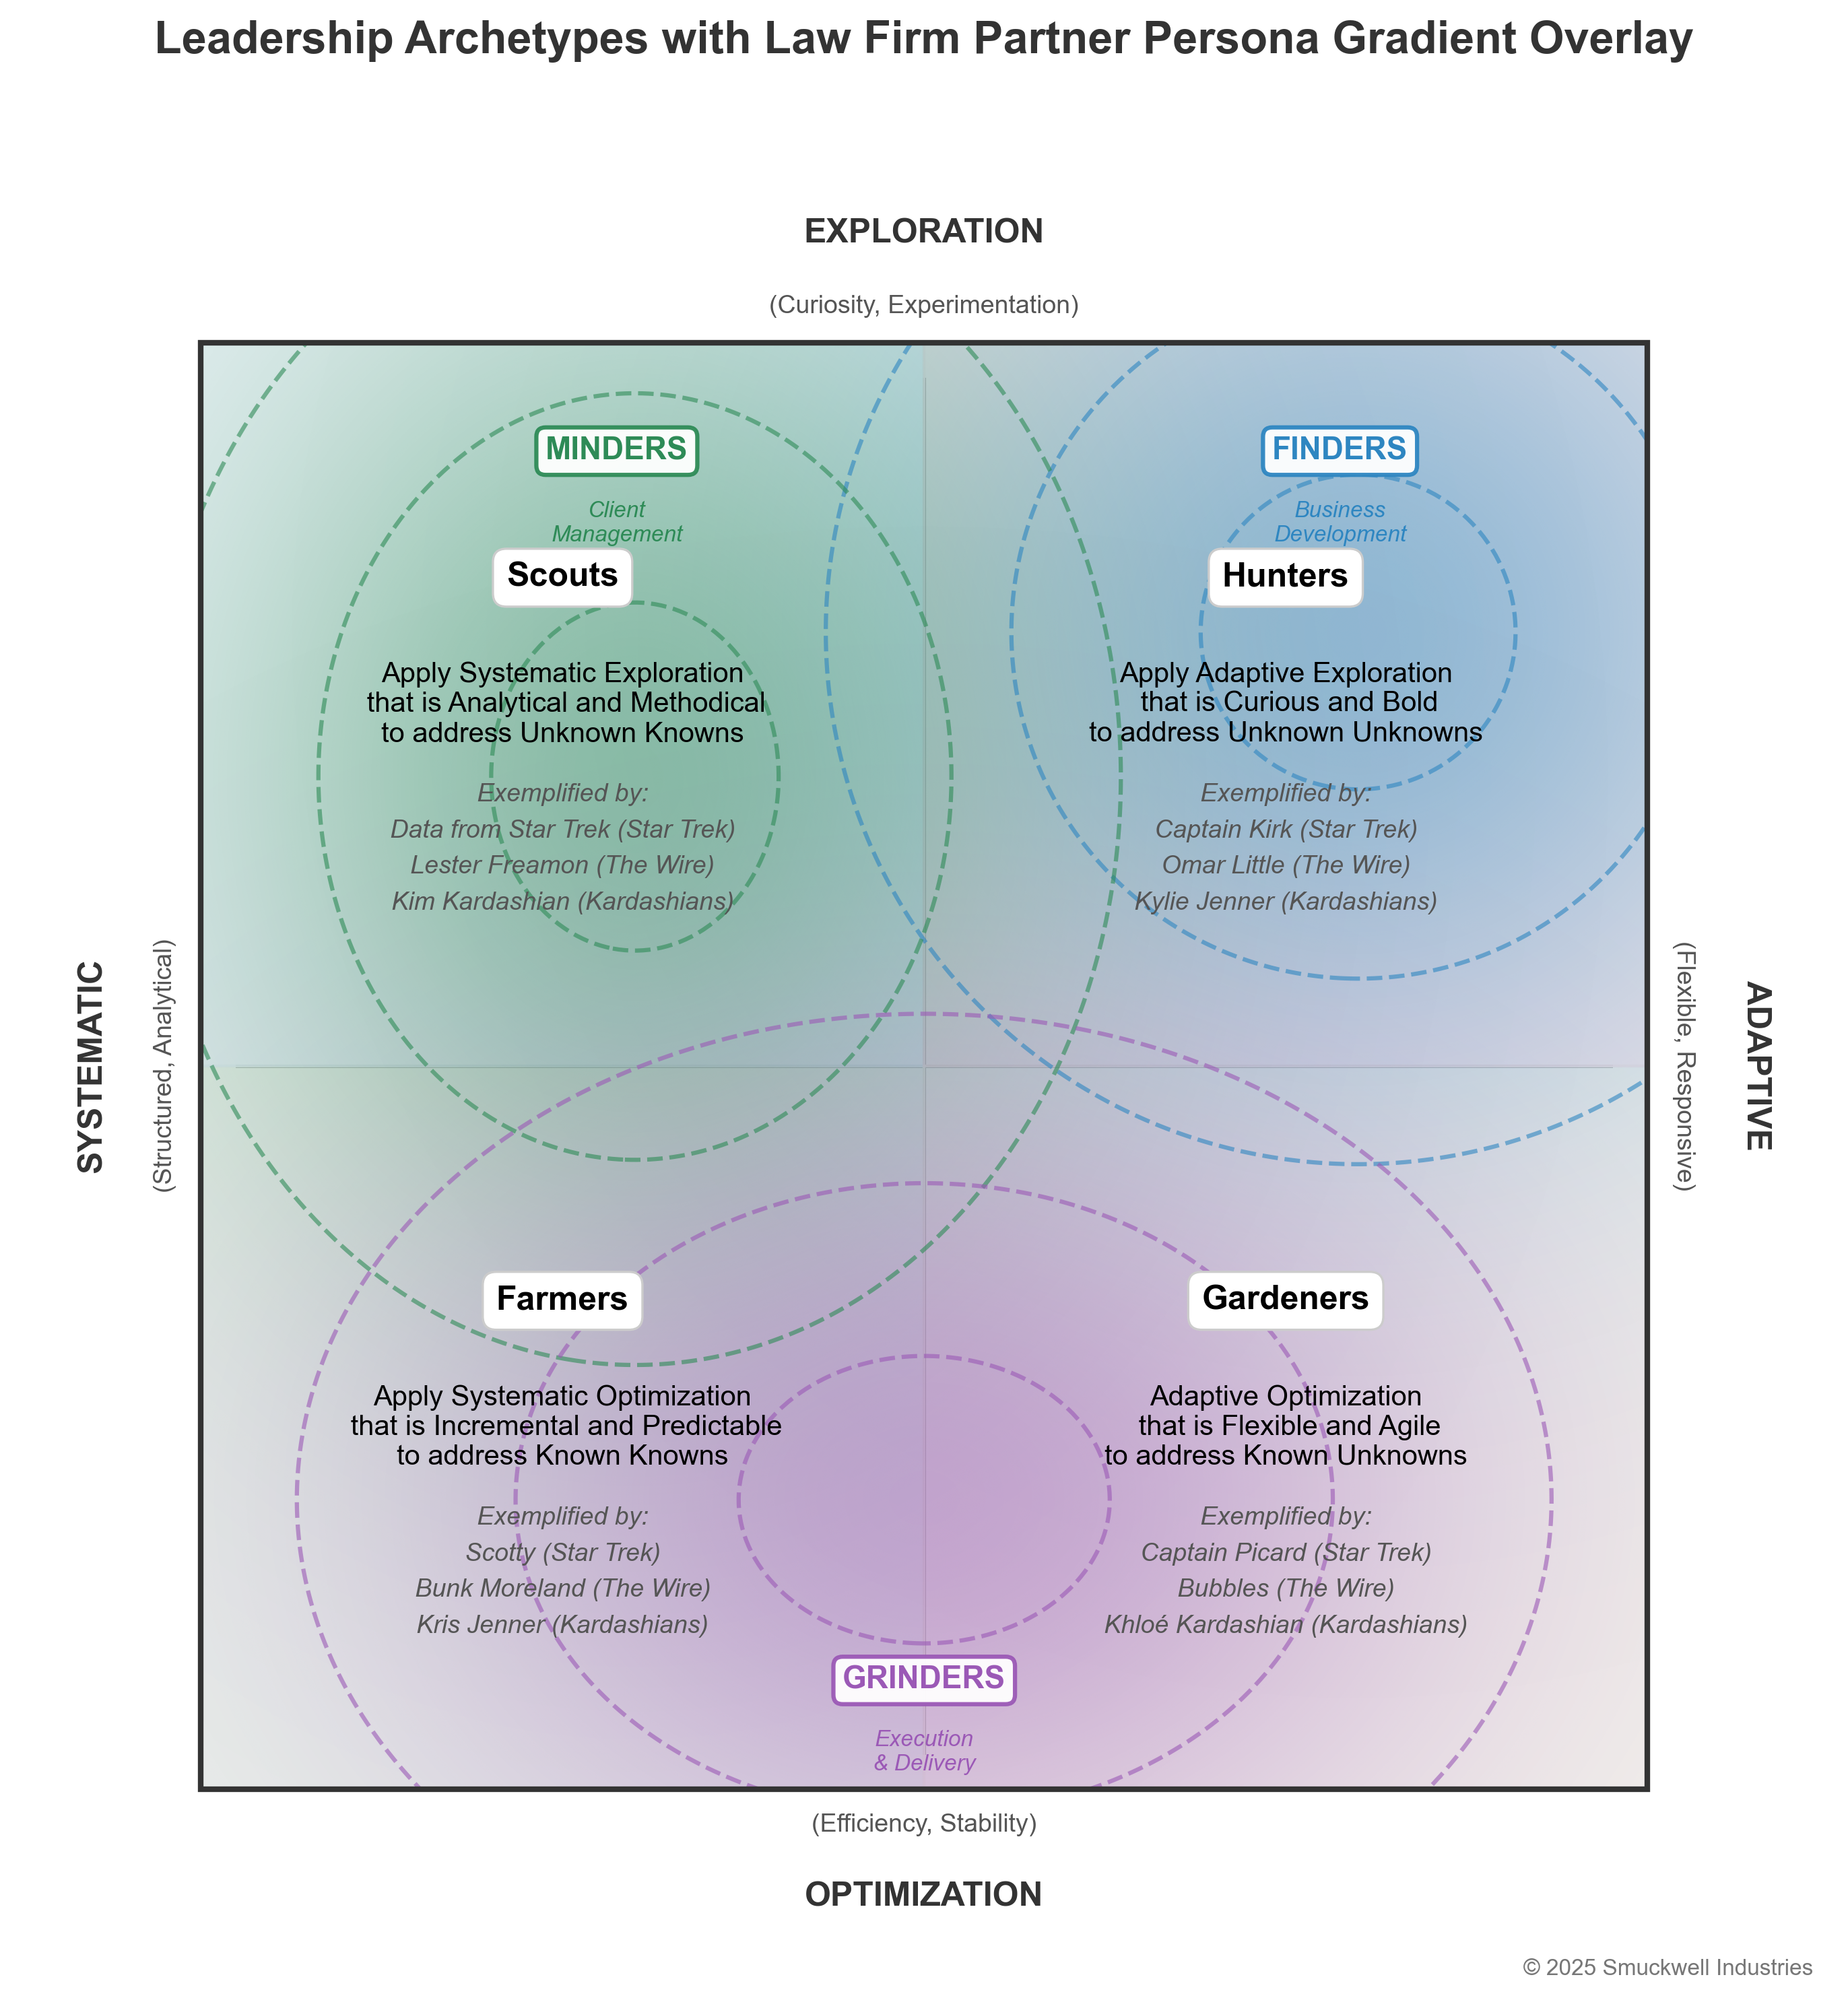 Leadership Archetypes with Law Firm Partner Persona Gradient Overlay
EXPLORATION
(Curiosity, Experimentation)
MINDERS
Client
Management
Scouts
Apply Systematic Exploration
that is Analytical and Methodical
to address Unknown Knowns
Exemplified by:
Data from Star Trek (Star Trek)
Lester Freamon (The Wire)
Kim Kardashian (Kardashians)
FINDERS
Business
Development
Hunters
Apply Adaptive Exploration
that is Curious and Bold
to address Unknown Unknowns
Exemplified by:
Captain Kirk (Star Trek)
Omar Little (The Wire)
Kylie Jenner (Kardashians)
SYSTEMATIC
(Structured, Analytical)
(Flexible, Responsive)
ADAPTIVE
Farmers
Apply Systematic Optimization
that is Incremental and Predictable
to address Known Knowns
Exemplified by:
Scotty (Star Trek)
Bunk Moreland (The Wire)
Kris Jenner (Kardashians)
Gardeners
Adaptive Optimization
that is Flexible and Agile
to address Known Unknowns
Exemplified by:
Captain Picard (Star Trek)
Bubbles (The Wire)
Khloé Kardashian (Kardashians)
GRINDERS
Execution
& Delivery
(Efficiency, Stability)
OPTIMIZATION
© 2025 Smuckwell Industries